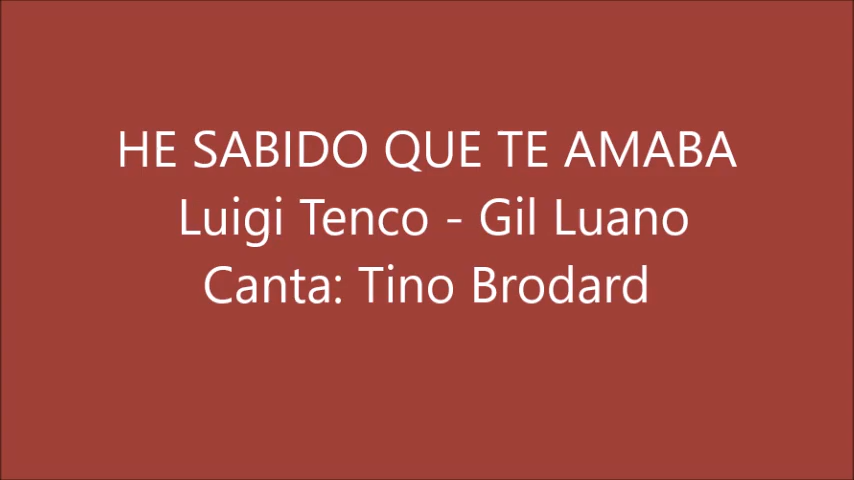 HE SABIDO QUE TE AMABA
Luigi Tenco - Gil Luano
Canta: Tino Brodard